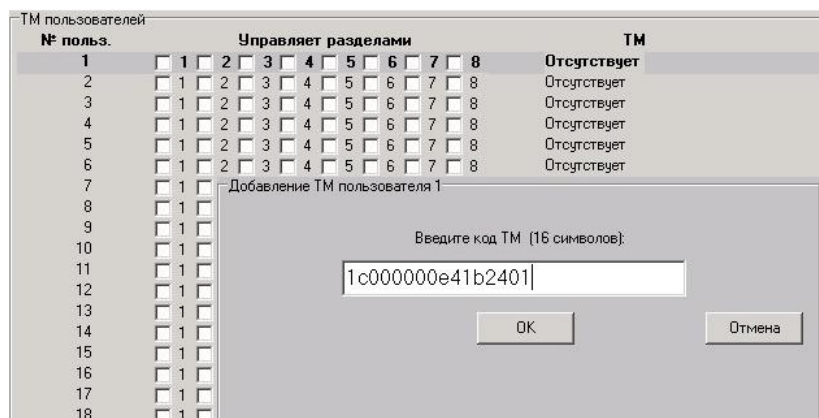 ТМ пользователей
№ польз. Управляет разделами ТМ
1 1 2 3 4 5 6 7 8 Отсутствует
2 1 2 3 4 5 6 7 8 Отсутствует
3 1 2 3 4 5 6 7 8 Отсутствует
4 1 2 3 4 5 6 7 8 Отсутствует
5 1 2 3 4 5 6 7 8 Отсутствует
6 1 2 3 4 5 6 7 8 Отсутствует
7 1 Добавление ТМ пользователя 1
8 1
9 1
Введите код ТМ (16 символов):
10 1
11 1
1c000000e41b2401
12 1
13 1
OK Отмена
14 1
15 1
16 1
17 1
18 1